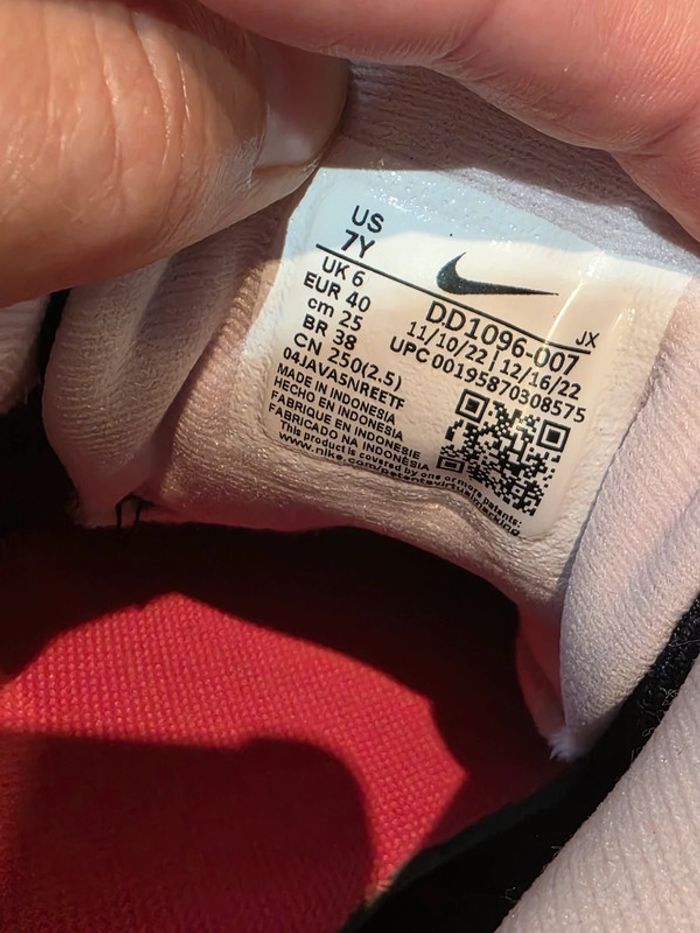 US
7Y
UK 6
EUR 40
cm 25
BR 38
CN 250(2.5)
04JAVA5NREETF
MADE IN INDONESIA
HECHO EN INDONESIA
FABRIQUE EN INDONESIE
FABRICADO NA INDONÉSIA
This product is covered by one or more patents:
www.nike.com/patentsvirtualmarking
JX
DD1096-007
11/10/22 | 12/16/22
UPC 00195870308575